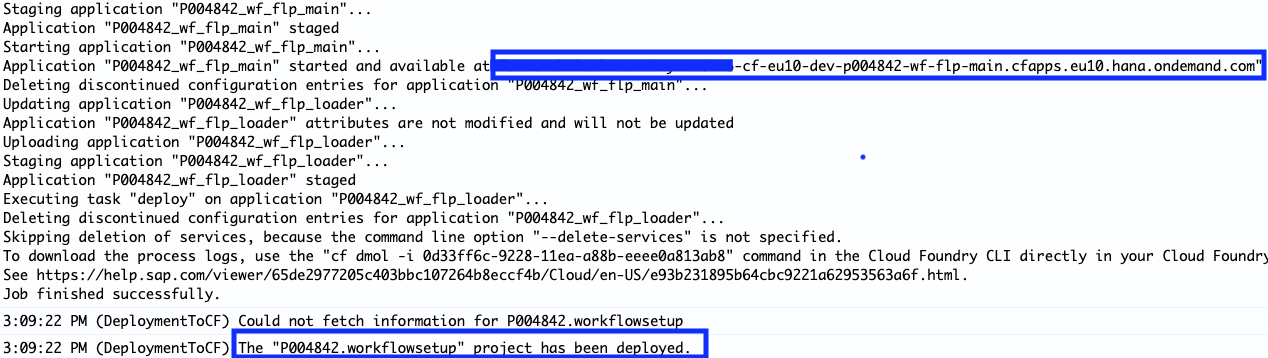 Staging application "P004842_wf_flp_main"...
Application "P004842_wf_flp_main" staged
Starting application "P004842_wf_flp_main"...
Application "P004842_wf_flp_main" started and available at -cf-eu10-dev-p004842-wf-flp-main.cfapps.eu10.hana.ondemand.com"
Deleting discontinued configuration entries for application "P004842_wf_flp_main"...
Updating application "P004842_wf_flp_loader"...
Application "P004842_wf_flp_loader" attributes are not modified and will not be updated
Uploading application "P004842_wf_flp_loader"...
Staging application "P004842_wf_flp_loader"...
Application "P004842_wf_flp_loader" staged
Executing task "deploy" on application "P004842_wf_flp_loader"...
Deleting discontinued configuration entries for application "P004842_wf_flp_loader"...
Skipping deletion of services, because the command line option "--delete-services" is not specified.
To download the process logs, use the "cf dmol -i 0d33ff6c-9228-11ea-a88b-eeee0a813ab8" command in the Cloud Foundry CLI directly in your Cloud Foundry
See https://help.sap.com/viewer/65de2977205c403bbc107264b8eccf4b/Cloud/en-US/e93b231895b64cbc9221a62953563a6f.html.
Job finished successfully.
3:09:22 PM (DeploymentToCF) Could not fetch information for P004842.workflowsetup
3:09:22 PM (DeploymentToCF) The "P004842.workflowsetup" project has been deployed.